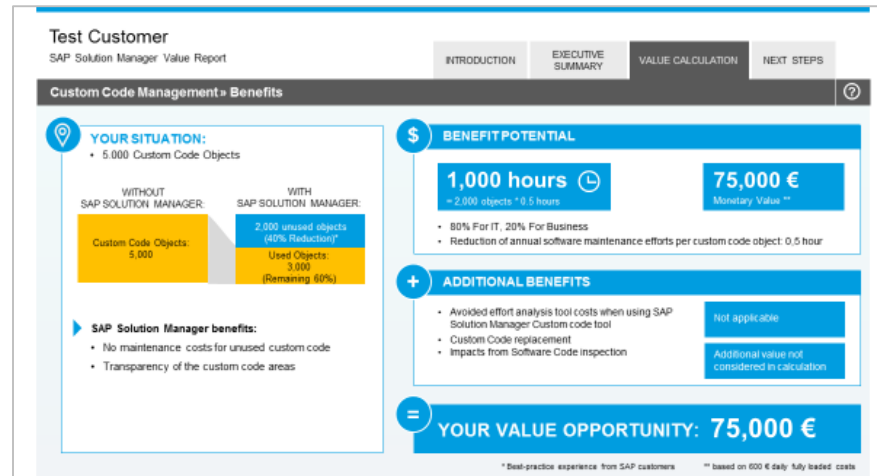 Test Customer
SAP Solution Manager Value Report
INTRODUCTION
EXECUTIVE
SUMMARY
VALUE CALCULATION
NEXT STEPS
Custom Code Management » Benefits
?
YOUR SITUATION:
• 5.000 Custom Code Objects
WITHOUT
SAP SOLUTION MANAGER:
WITH
SAP SOLUTION MANAGER:
Custom Code Objects:
5,000
2,000 unused objects
(40% Reduction)*
Used Objects:
3,000
(Remaining 60%)
SAP Solution Manager benefits:
• No maintenance costs for unused custom code
• Transparency of the custom code areas
$
BENEFIT POTENTIAL
1,000 hours
= 2,000 objects * 0.5 hours
75,000 €
Monetary Value **
• 80% For IT, 20% For Business
• Reduction of annual software maintenance efforts per custom code object: 0,5 hour
+
ADDITIONAL BENEFITS
• Avoided effort analysis tool costs when using SAP
Solution Manager Custom code tool
• Custom Code replacement
• Impacts from Software Code inspection
Not applicable
Additional value not
considered in calculation
=
YOUR VALUE OPPORTUNITY: 75,000 €
* Best-practice experience from SAP customers
** based on 600 € daily fully loaded costs